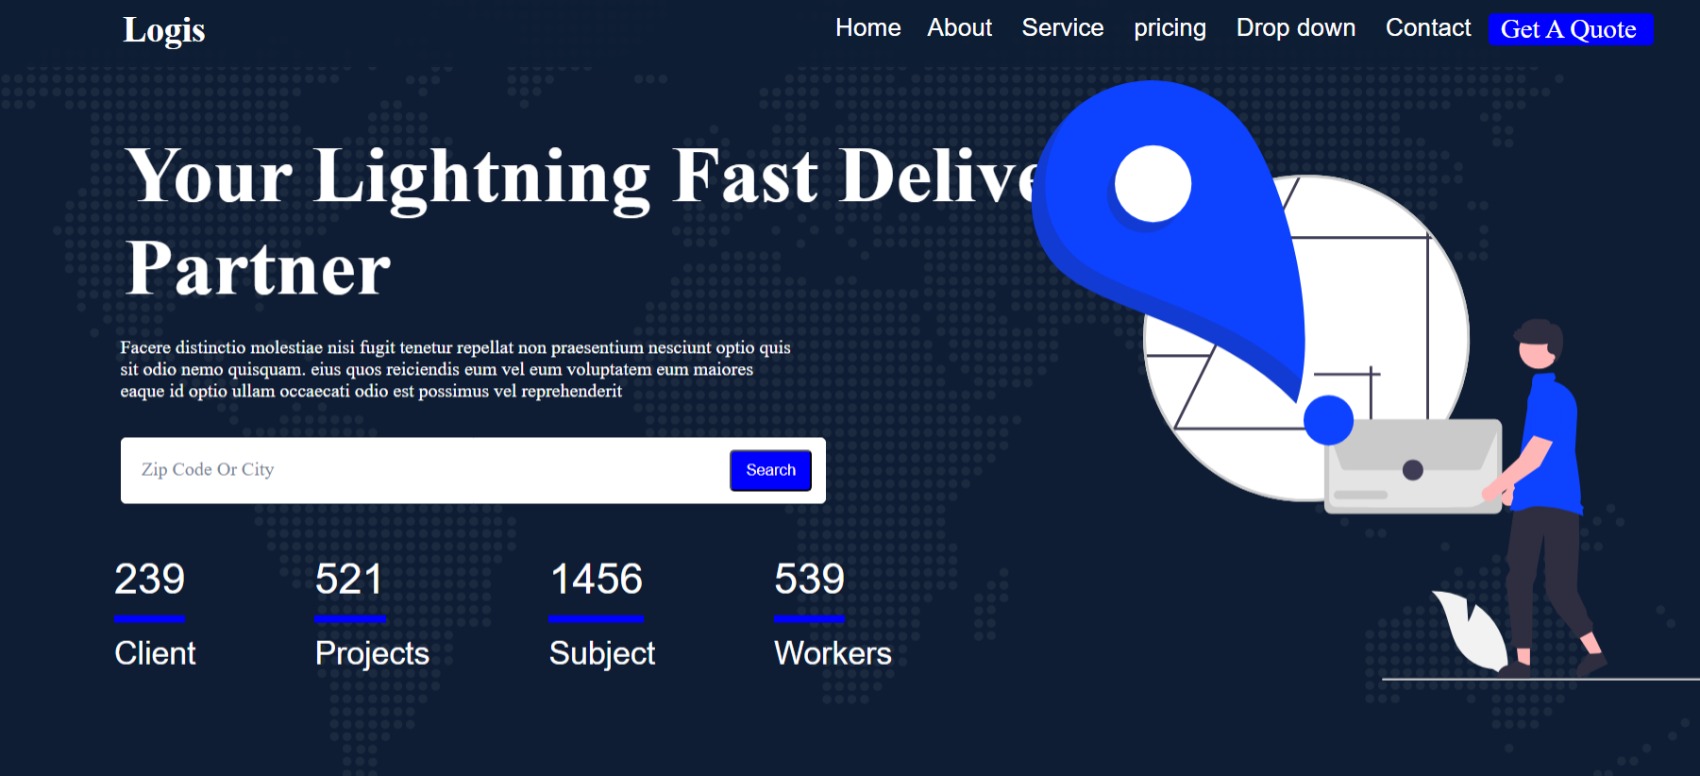 Logis
Home About Service pricing Drop down Contact Get A Quote
Your Lightning Fast Delive
Partner
Facere distinctio molestiae nisi fugit tenetur repellat non praesentium nesciunt optio quis
sit odio nemo quisquam. eius quos reiciendis eum vel eum voluptatem eum maiores
eaque id optio ullam occaecati odio est possimus vel reprehenderit
Zip Code Or City Search
239 521 1456 539
Client Projects Subject Workers